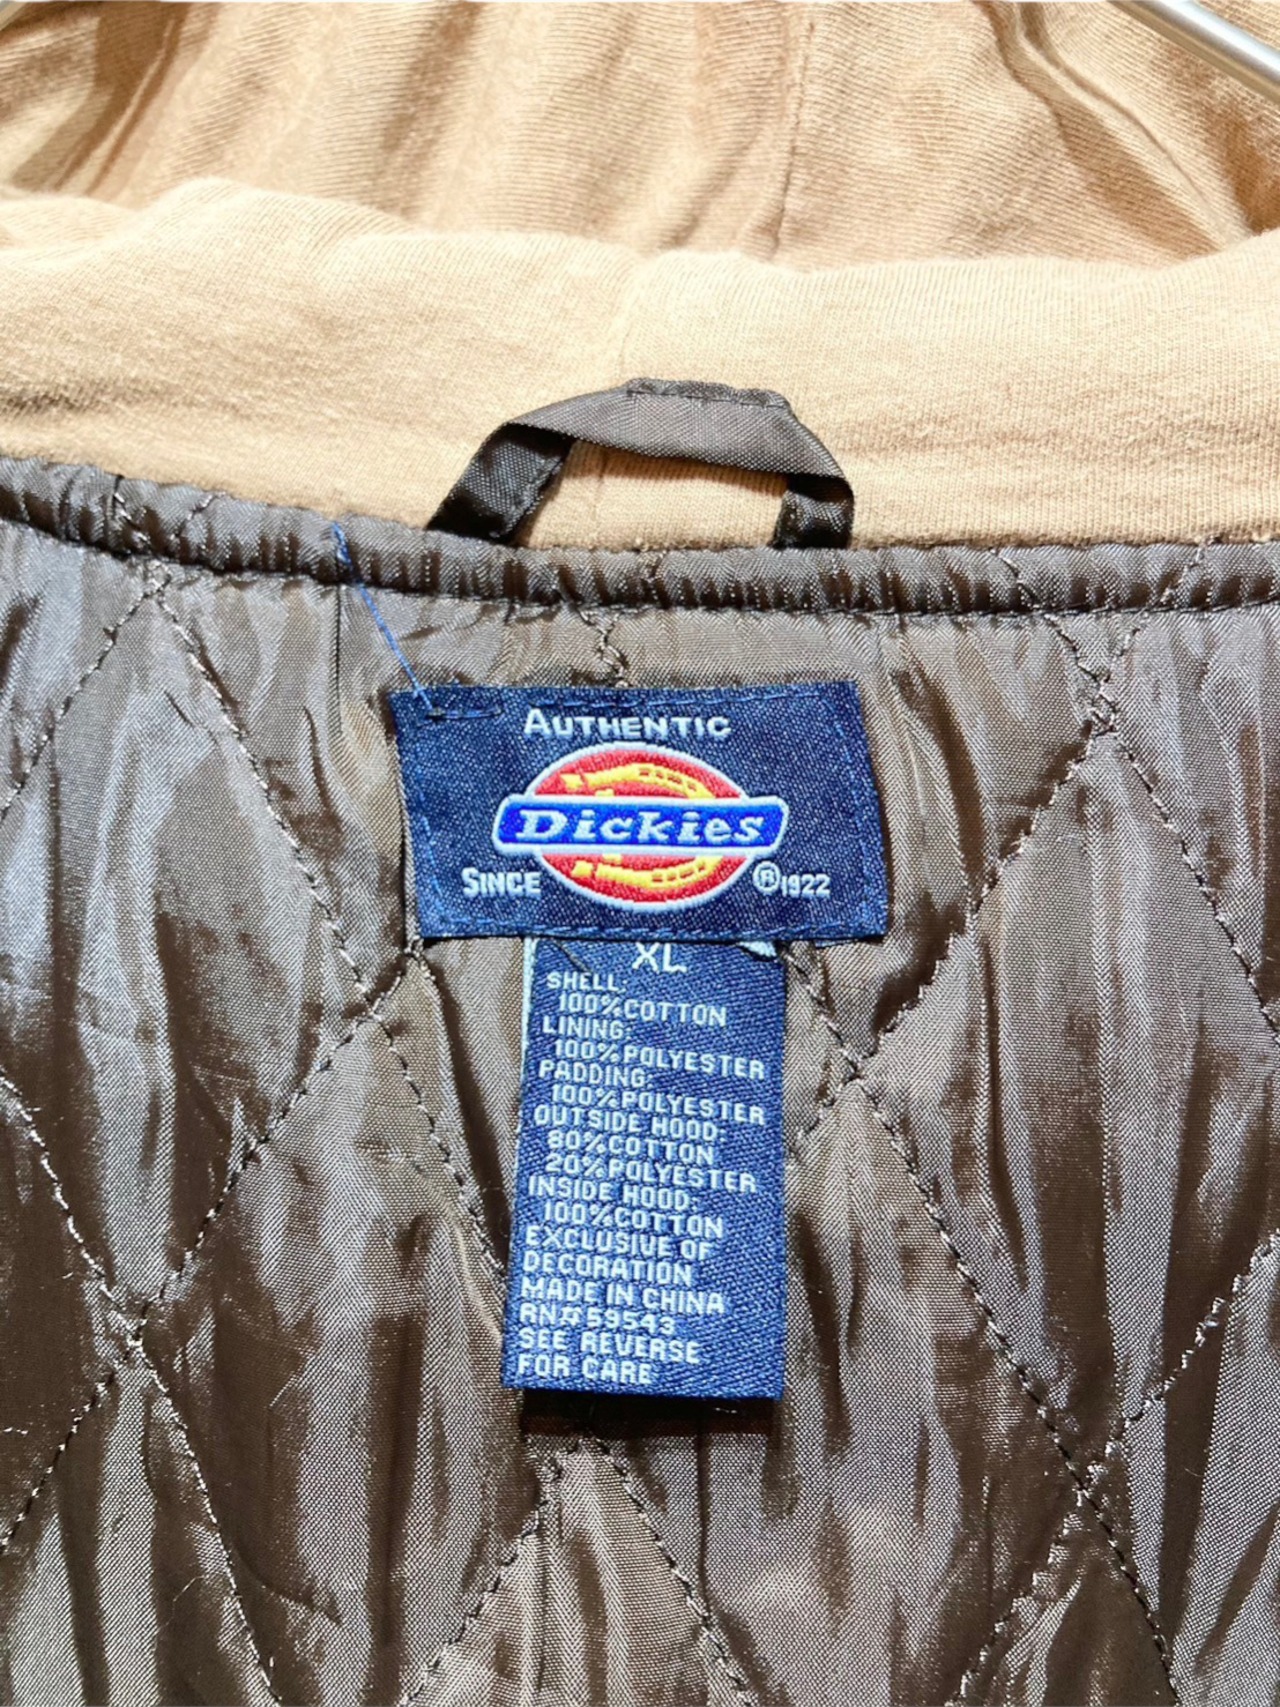 AUTHENTIC
Dickies
SINCE ® 1922
XL
SHELL:
100%COTTON
LINING:
100%POLYESTER
PADDING:
100%POLYESTER
OUTSIDE HOOD:
80%COTTON
20%POLYESTER
INSIDE HOOD:
100%COTTON
EXCLUSIVE OF
DECORATION
MADE IN CHINA
RN#59543
SEE REVERSE
FOR CARE